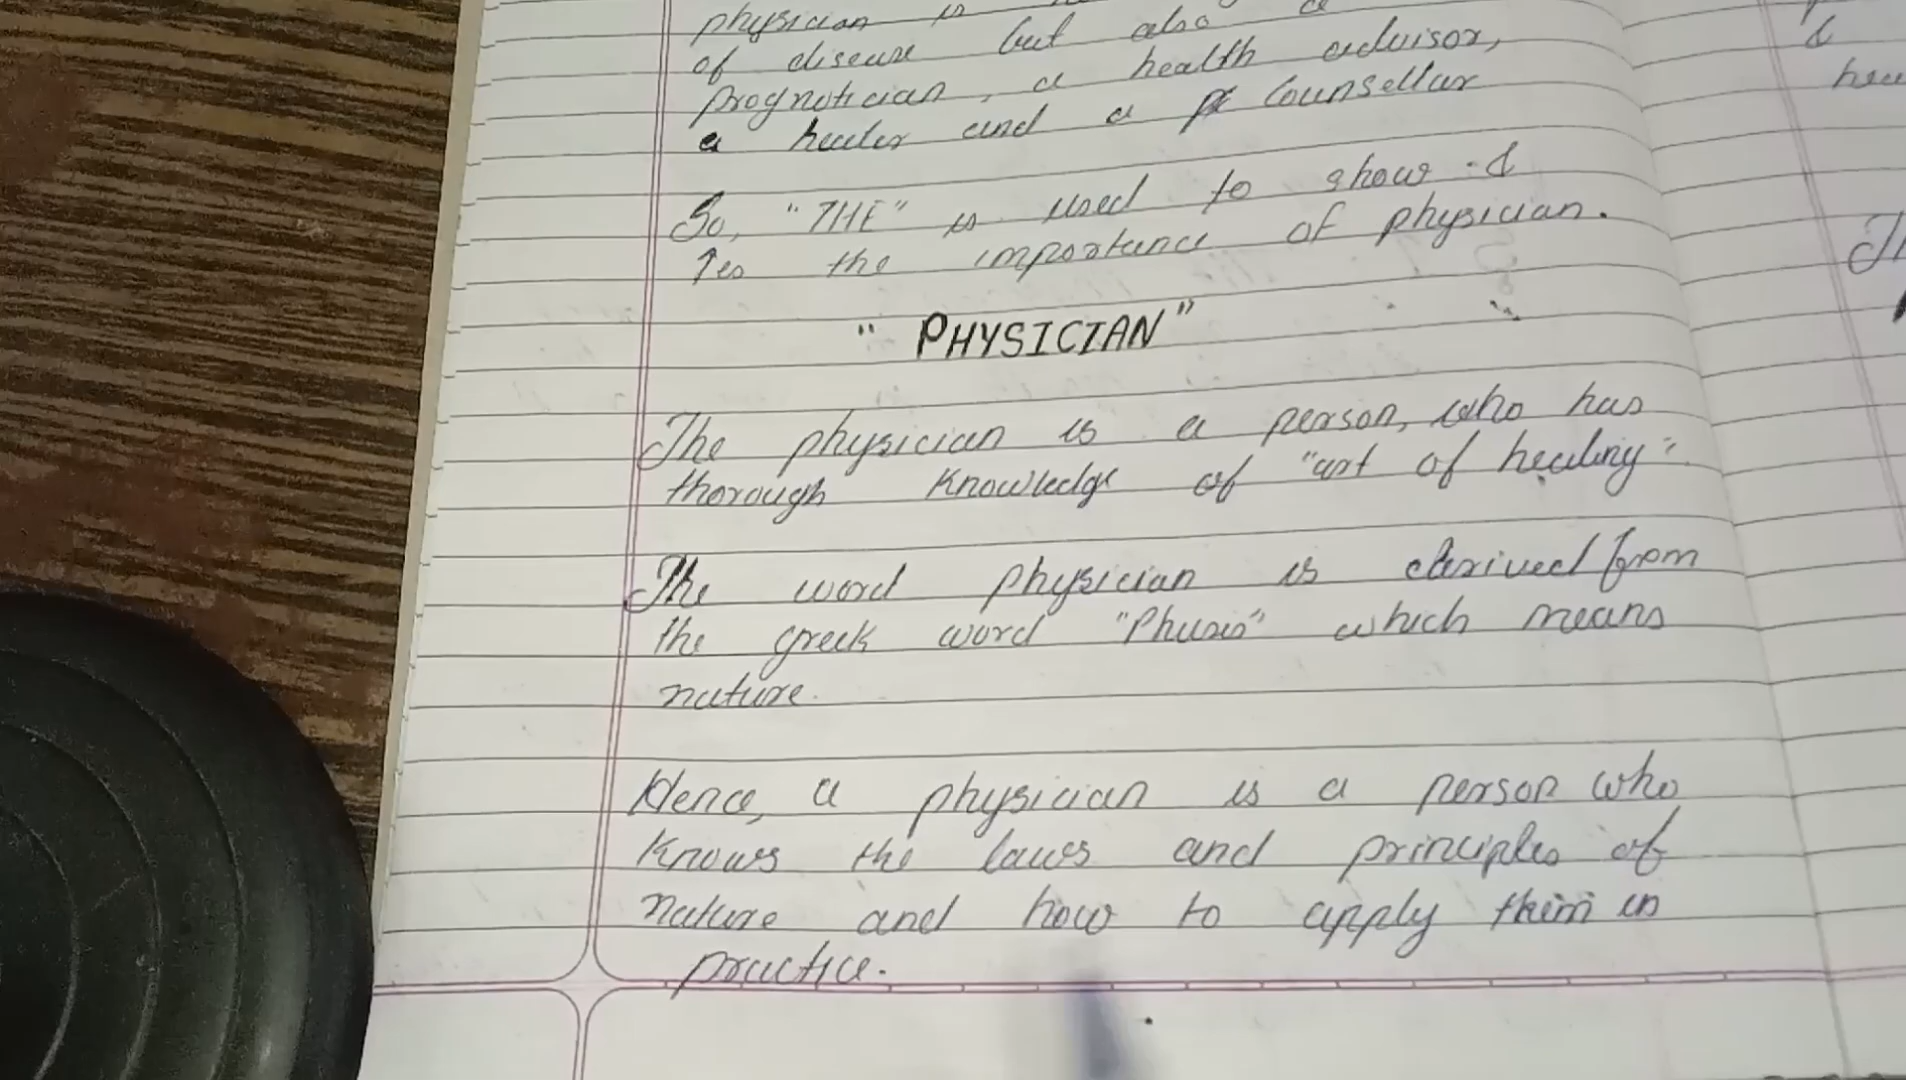 physician is
of disease but also a
prognotician, a health advisor,
a healer and a Counsellar
So, "THE" is used to show
the importance of physician.
" PHYSICIAN "
The physician is a person, who has
thorough Knowledge of "art of healing".
The word physician is derived from
the greek word "Phusis" which means
nature.
Hence, a physician is a person who
Knows the laws and principles of
nature and how to apply them in
practice.